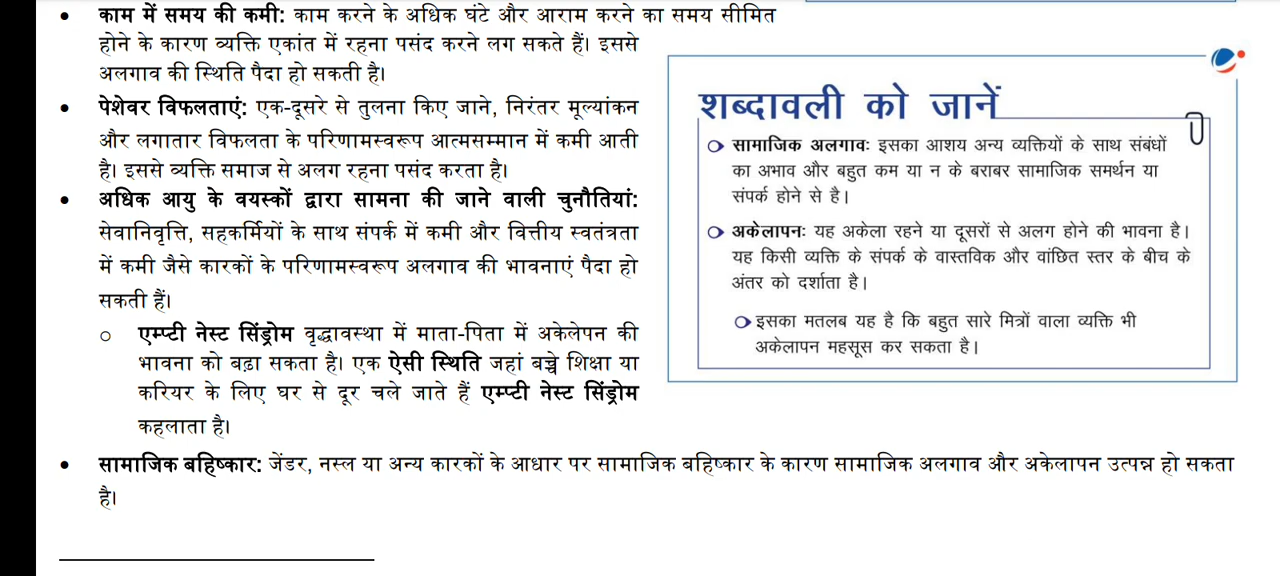 • काम में समय की कमी: काम करने के अधिक घंटे और आराम करने का समय सीमित
होने के कारण व्यक्ति एकांत में रहना पसंद करने लग सकते हैं। इससे
अलगाव की स्थिति पैदा हो सकती है।
• पेशेवर विफलताएं: एक-दूसरे से तुलना किए जाने, निरंतर मूल्यांकन
और लगातार विफलता के परिणामस्वरूप आत्मसम्मान में कमी आती
है। इससे व्यक्ति समाज से अलग रहना पसंद करता है।
• अधिक आयु के वयस्कों द्वारा सामना की जाने वाली चुनौतियां:
सेवानिवृत्ति, सहकर्मियों के साथ संपर्क में कमी और वित्तीय स्वतंत्रता
में कमी जैसे कारकों के परिणामस्वरूप अलगाव की भावनाएं पैदा हो
सकती हैं।
o एम्प्टी नेस्ट सिंड्रोम वृद्धावस्था में माता-पिता में अकेलेपन की
भावना को बढ़ा सकता है। एक ऐसी स्थिति जहां बच्चे शिक्षा या
करियर के लिए घर से दूर चले जाते हैं एम्प्टी नेस्ट सिंड्रोम
कहलाता है।
• सामाजिक बहिष्कार: जेंडर, नस्ल या अन्य कारकों के आधार पर सामाजिक बहिष्कार के कारण सामाजिक अलगाव और अकेलापन उत्पन्न हो सकता
है।
शब्दावली को जानें
सामाजिक अलगावः इसका आशय अन्य व्यक्तियों के साथ संबंधों
का अभाव और बहुत कम या न के बराबर सामाजिक समर्थन या
संपर्क होने से है।
अकेलापनः यह अकेला रहने या दूसरों से अलग होने की भावना है।
यह किसी व्यक्ति के संपर्क के वास्तविक और वांछित स्तर के बीच के
अंतर को दर्शाता है।
इसका मतलब यह है कि बहुत सारे मित्रों वाला व्यक्ति भी
अकेलापन महसूस कर सकता है।